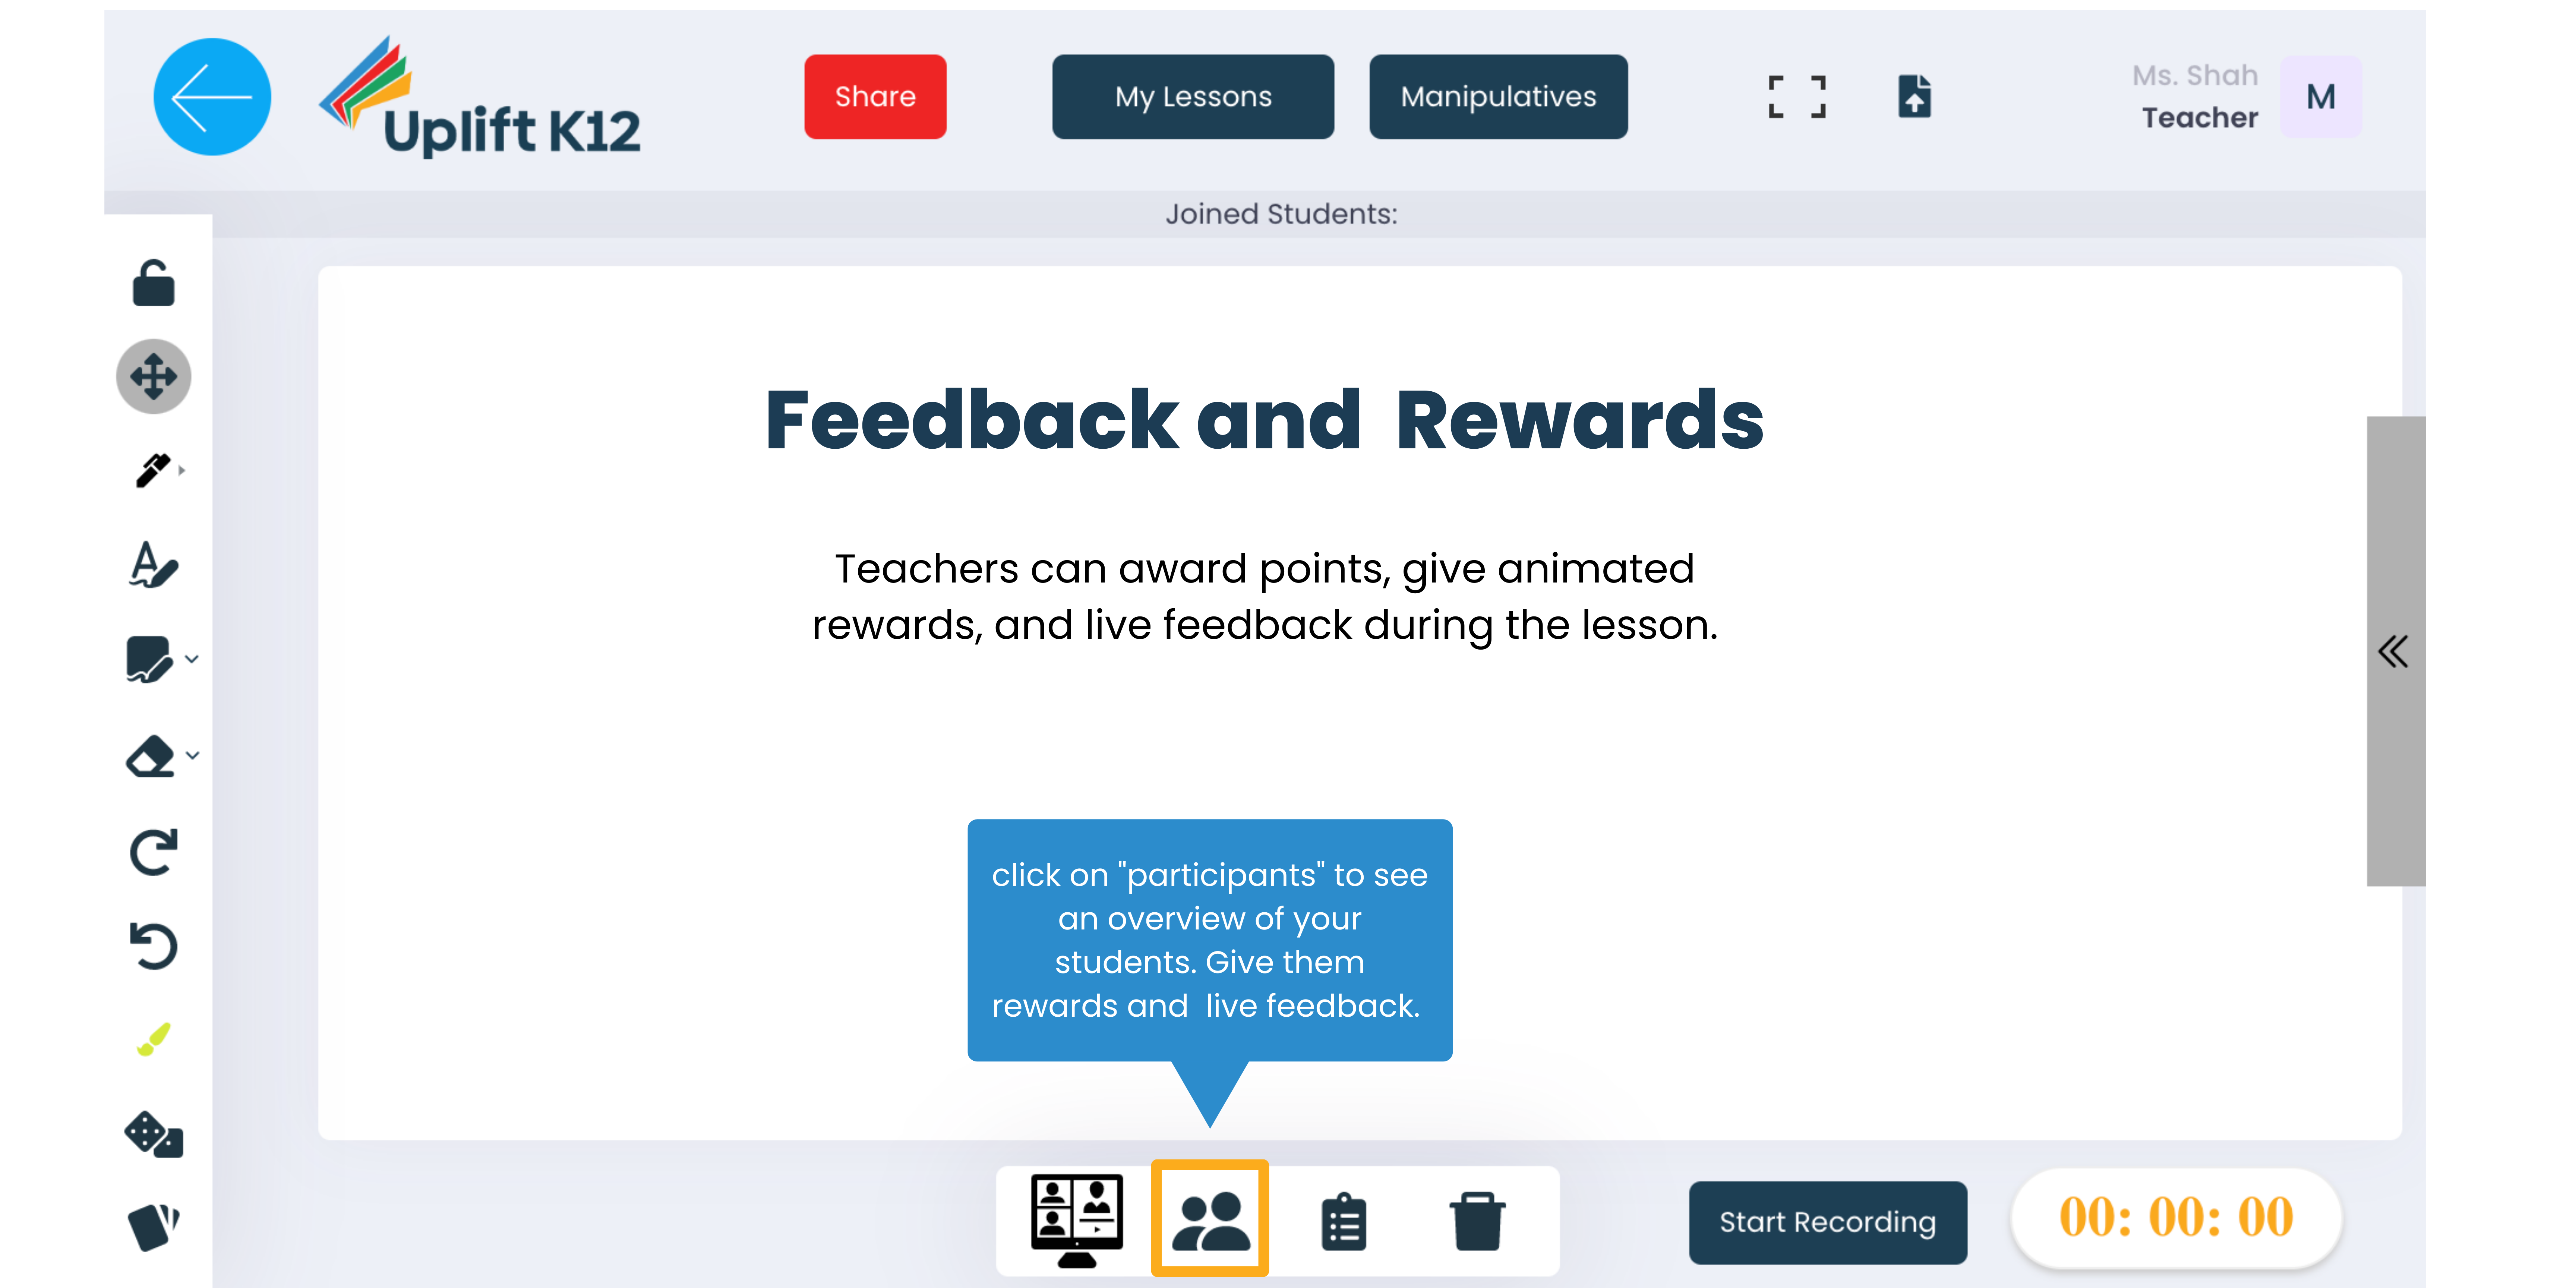 Uplift K12
Share
My Lessons
Manipulatives
Ms. Shah
Teacher
M
Joined Students:
Feedback and Rewards
Teachers can award points, give animated
rewards, and live feedback during the lesson.
click on "participants" to see
an overview of your
students. Give them
rewards and live feedback.
Start Recording
00: 00: 00